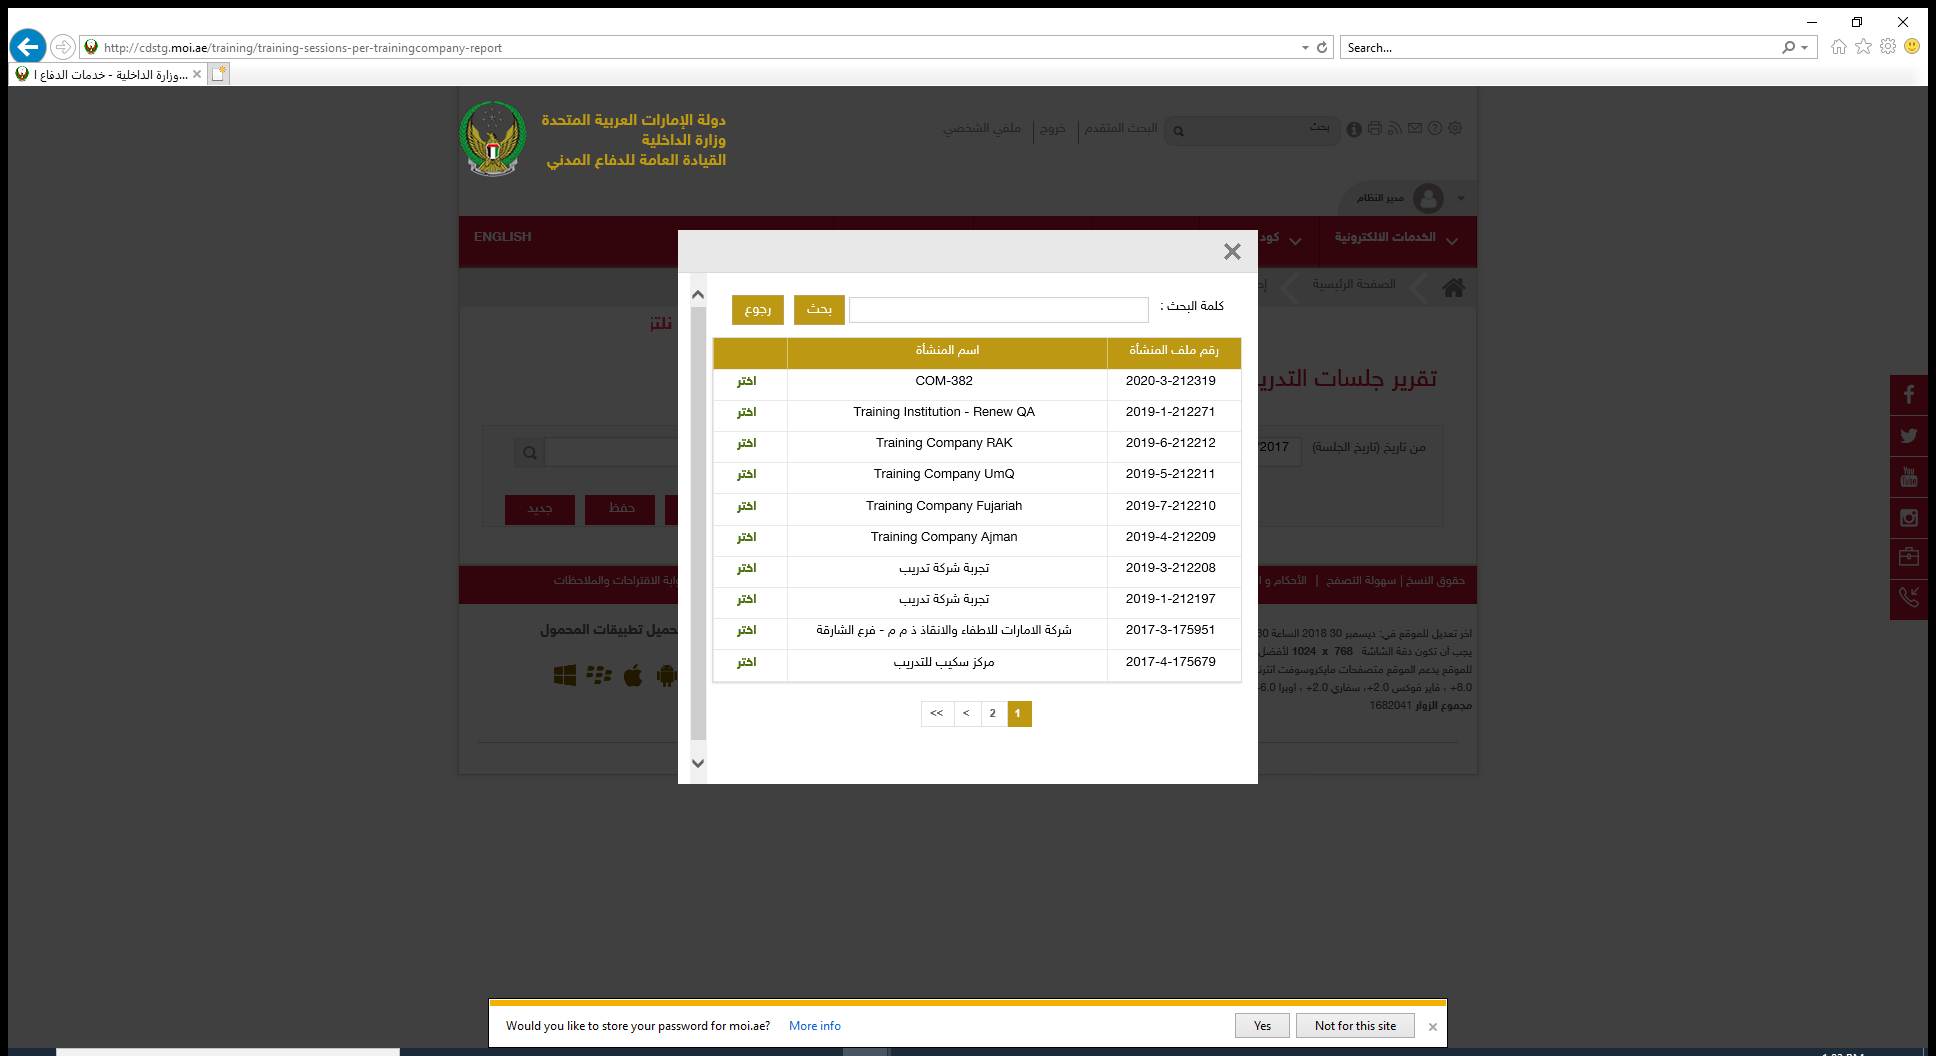 http://cdstg.moi.ae/training/training-sessions-per-trainingcompany-report
Search...
وزارة الداخلية - خدمات الدفاع ا...
دولة الإمارات العربية المتحدة
وزارة الداخلية
القيادة العامة للدفاع المدني
بحث
البحث المتقدم
خروج
ملفي الشخصي
مدير النظام
الخدمات الالكترونية
كود
ENGLISH
الصفحة الرئيسية
تقرير جلسات التدريـ
من تاريخ (تاريخ الجلسة)
/2017
حفظ
جديد
كلمة البحث :
بحث
رجوع
رقم ملف المنشأة اسم المنشأة
2020-3-212319 COM-382 اختر
2019-1-212271 Training Institution - Renew QA اختر
2019-6-212212 Training Company RAK اختر
2019-5-212211 Training Company UmQ اختر
2019-7-212210 Training Company Fujariah اختر
2019-4-212209 Training Company Ajman اختر
2019-3-212208 تجربة شركة تدريب اختر
2019-1-212197 تجربة شركة تدريب اختر
2017-3-175951 شركة الامارات للاطفاء والانقاذ ذ م م - فرع الشارقة اختر
2017-4-175679 مركز سكيب للتدريب اختر
1 2 > >>
حقوق النسخ | سهولة التصفح | الأحكام و ا
بوابة الاقتراحات والملاحظات
اخر تعديل للموقع في: ديسمبر 30 2018 الساعة 30
يجب أن تكون دقة الشاشة 768 x 1024 لأفضل
للموقع يدعم الموقع متصفحات مايكروسوفت انترنـ
8.0+ ، فاير فوكس 2.0+، سفاري 2.0+ ، اوبرا 6.0
مجموع الزوار 1682041
تحميل تطبيقات المحمول
You Tube
Would you like to store your password for moi.ae? More info
Yes
Not for this site